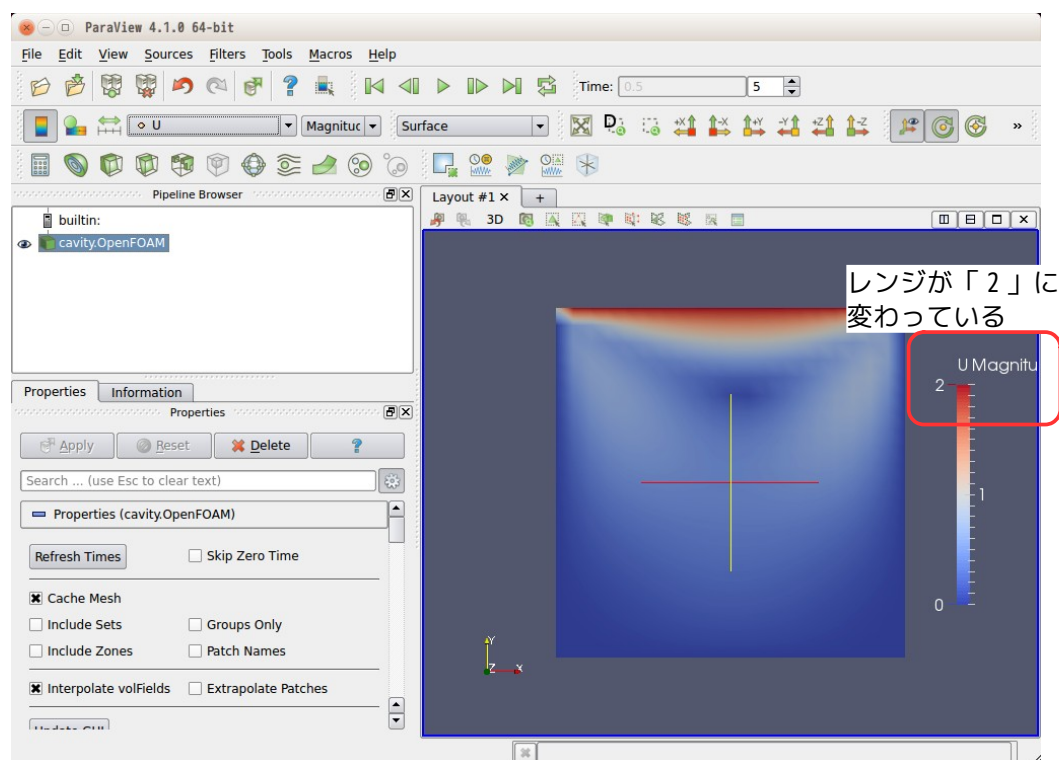 ParaView 4.1.0 64-bit
File Edit View Sources Filters Tools Macros Help
Time: 0.5 5
U Magnituc Surface »
Pipeline Browser
builtin:
cavity.OpenFOAM
Layout #1 +
3D
レンジが「2」に
変わっている
U Magnitu
2
1
0
Y
Z X
Properties Information
Properties
Apply Reset Delete ?
Search ... (use Esc to clear text)
Properties (cavity.OpenFOAM)
Refresh Times Skip Zero Time
Cache Mesh
Include Sets Groups Only
Include Zones Patch Names
Interpolate volFields Extrapolate Patches